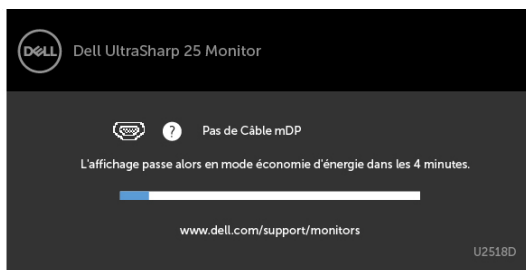 DELL
Dell UltraSharp 25 Monitor
? Pas de Câble mDP
L'affichage passe alors en mode économie d'énergie dans les 4 minutes.
www.dell.com/support/monitors
U2518D